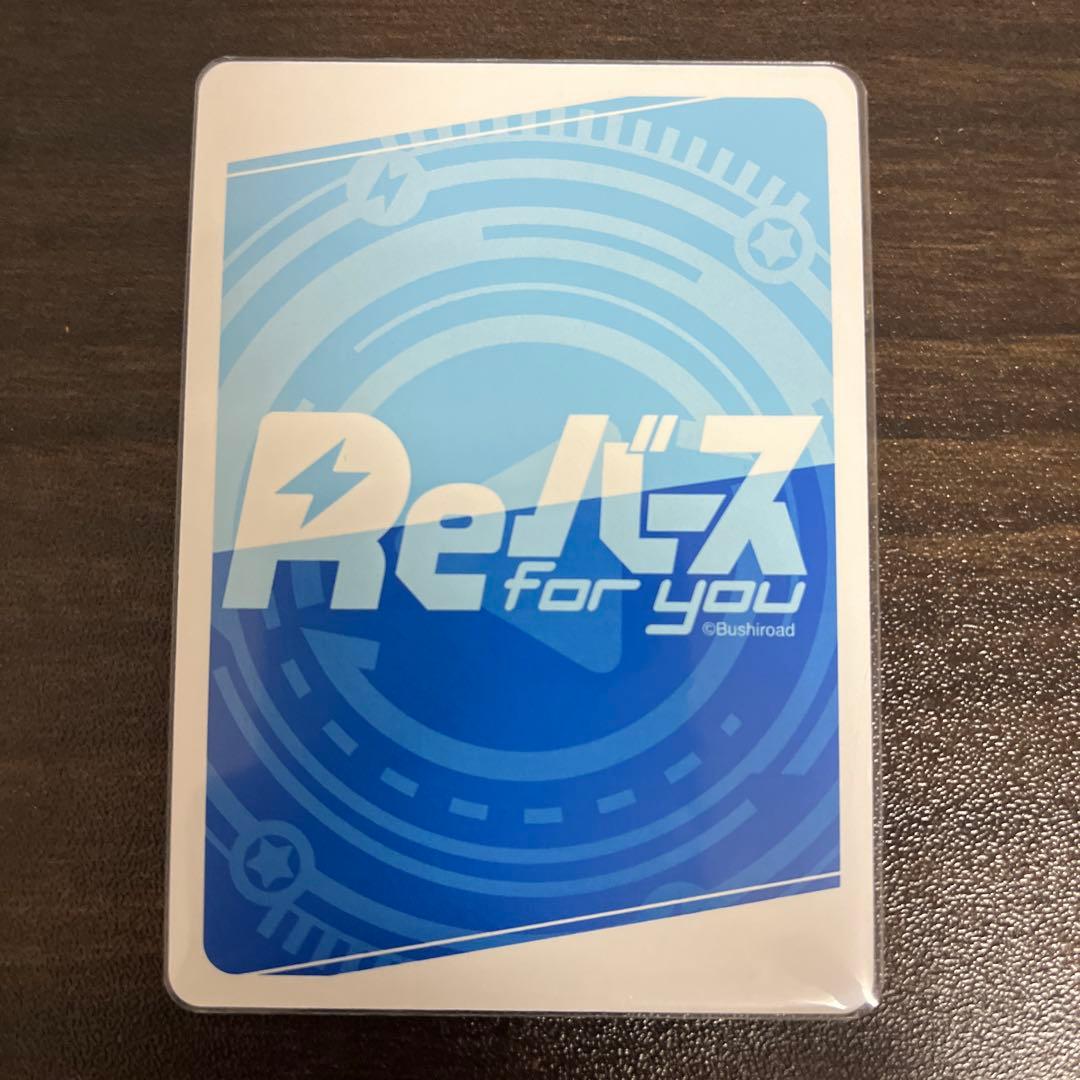 Reバース
for you
©Bushiroad